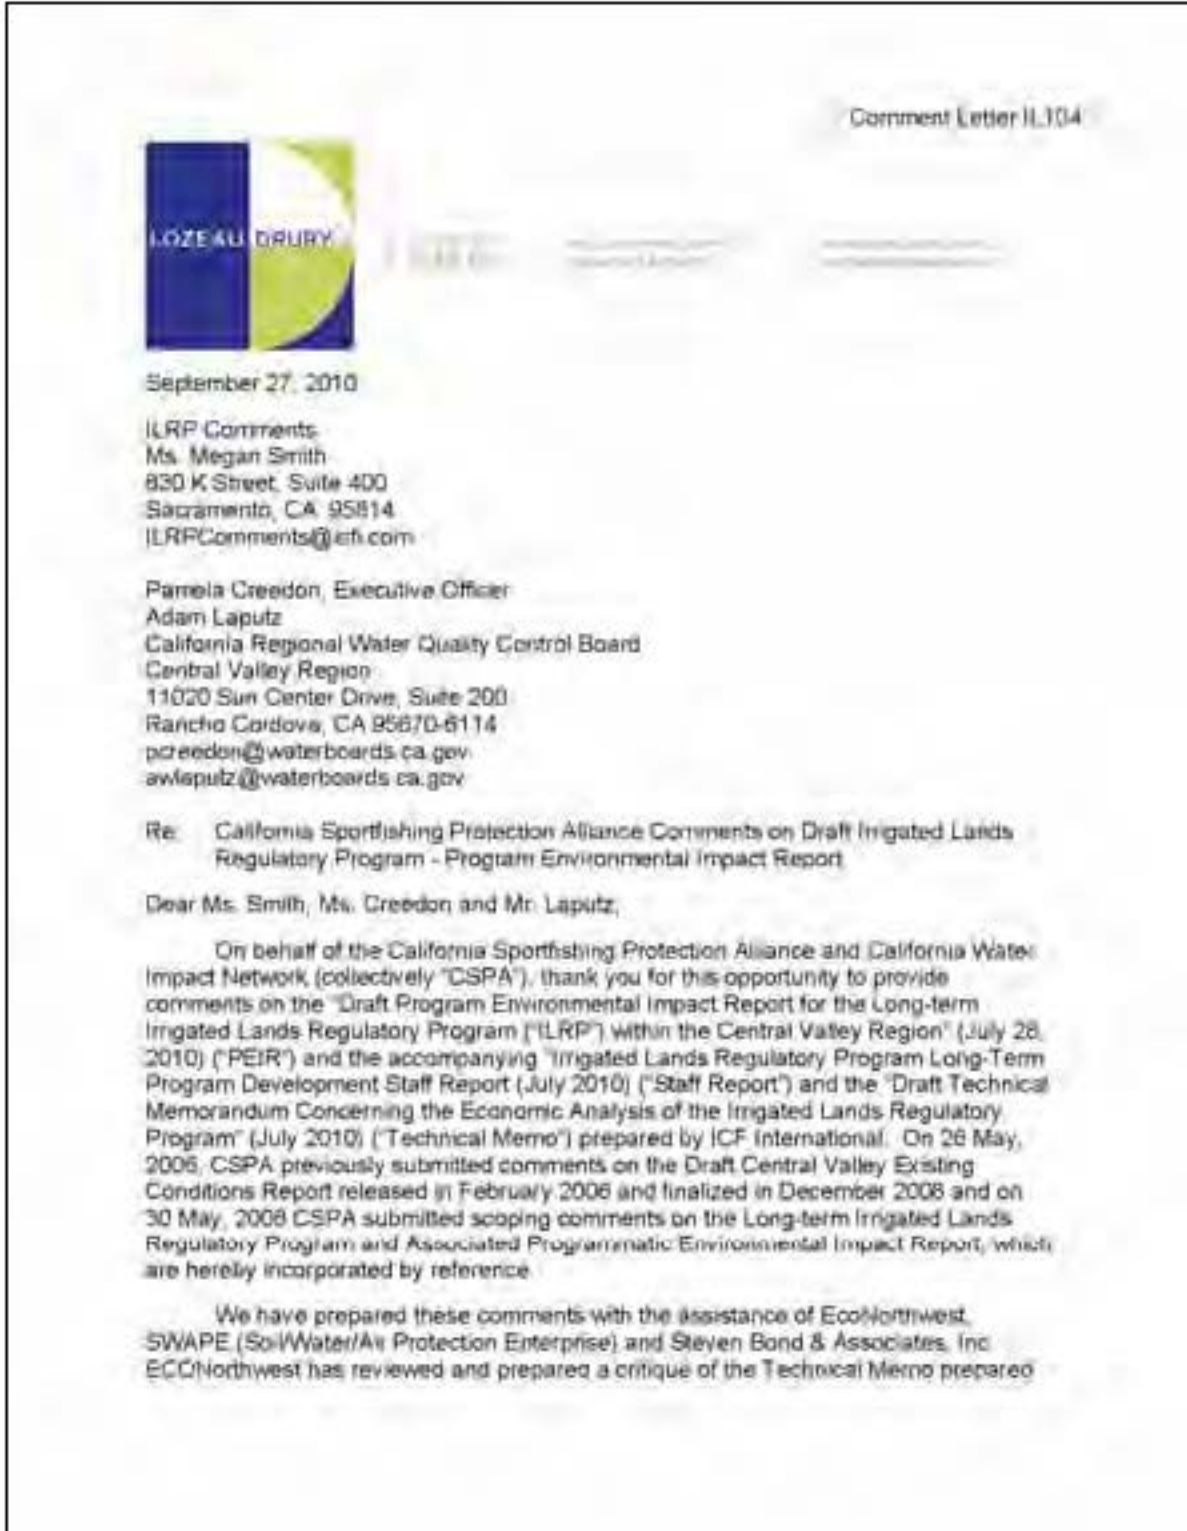 Comment Letter IL104
LOZEAU DRURY
September 27, 2010
ILRP Comments
Ms. Megan Smith
630 K Street, Suite 400
Sacramento, CA 95814
ILRPComments@icfi.com
Pamela Creedon, Executive Officer
Adam Laputz
California Regional Water Quality Control Board
Central Valley Region
11020 Sun Center Drive, Suite 200
Rancho Cordova, CA 95670-6114
pcreedon@waterboards.ca.gov
awlaputz@waterboards.ca.gov
Re: California Sportfishing Protection Alliance Comments on Draft Irrigated Lands
Regulatory Program - Program Environmental Impact Report
Dear Ms. Smith, Ms. Creedon and Mr. Laputz,
On behalf of the California Sportfishing Protection Alliance and California Water
Impact Network (collectively "CSPA"), thank you for this opportunity to provide
comments on the "Draft Program Environmental Impact Report for the Long-term
Irrigated Lands Regulatory Program ("ILRP") within the Central Valley Region" (July 28,
2010) ("PEIR") and the accompanying "Irrigated Lands Regulatory Program Long-Term
Program Development Staff Report (July 2010) ("Staff Report") and the "Draft Technical
Memorandum Concerning the Economic Analysis of the Irrigated Lands Regulatory
Program" (July 2010) ("Technical Memo") prepared by ICF International. On 26 May,
2006, CSPA previously submitted comments on the Draft Central Valley Existing
Conditions Report released in February 2006 and finalized in December 2008 and on
30 May, 2008 CSPA submitted scoping comments on the Long-term Irrigated Lands
Regulatory Program and Associated Programmatic Environmental Impact Report, which
are hereby incorporated by reference.
We have prepared these comments with the assistance of EcoNorthwest,
SWAPE (Soil/Water/Air Protection Enterprise) and Steven Bond & Associates, Inc.
ECONorthwest has reviewed and prepared a critique of the Technical Memo prepared